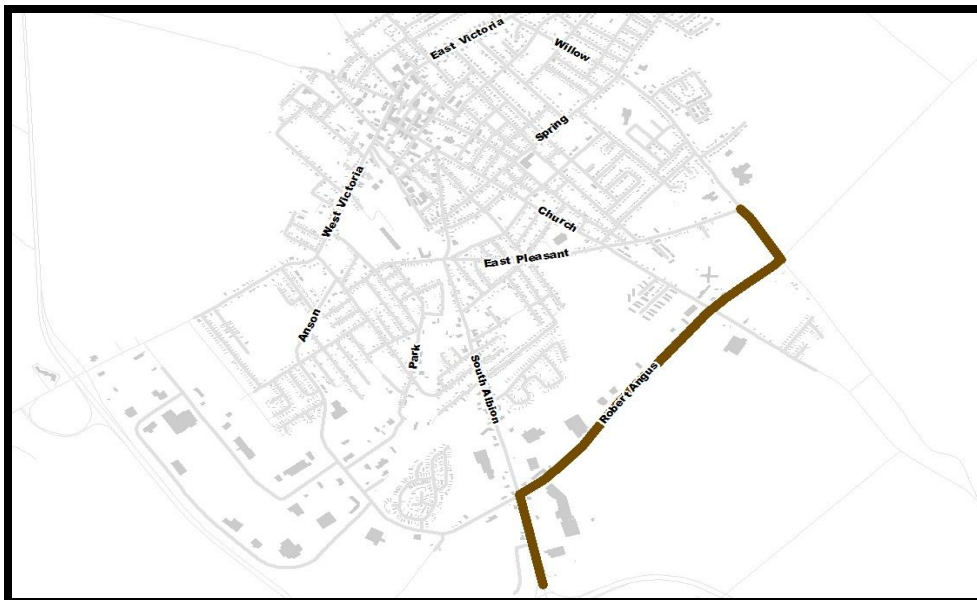 East Victoria
Willow
Spring
West Victoria
Church
East Pleasant
Anson
Park
South Albion
Robert Angus